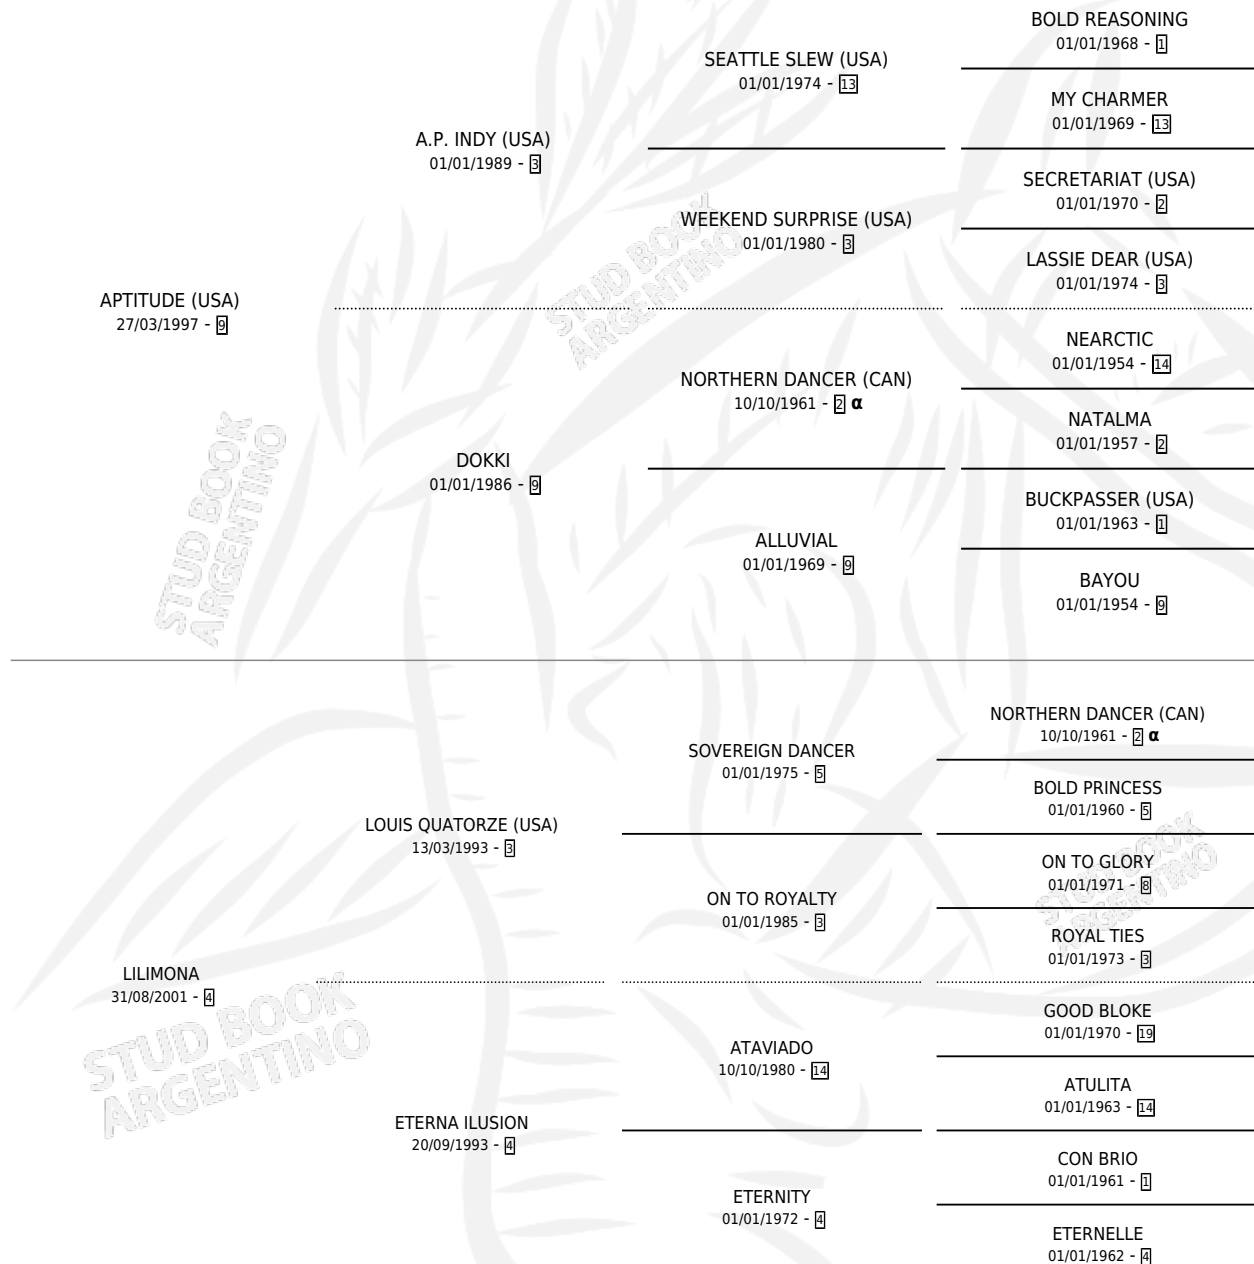 BOLD REASONING
01/01/1968 - 1
SEATTLE SLEW (USA)
01/01/1974 - 13
MY CHARMER
01/01/1969 - 13
A.P. INDY (USA)
01/01/1989 - 3
SECRETARIAT (USA)
01/01/1970 - 2
WEEKEND SURPRISE (USA)
01/01/1980 - 3
LASSIE DEAR (USA)
01/01/1974 - 3
APTITUDE (USA)
27/03/1997 - 9
NEARCTIC
01/01/1954 - 14
NORTHERN DANCER (CAN)
10/10/1961 - 2 α
NATALMA
01/01/1957 - 2
DOKKI
01/01/1986 - 9
BUCKPASSER (USA)
01/01/1963 - 1
ALLUVIAL
01/01/1969 - 9
BAYOU
01/01/1954 - 9
NORTHERN DANCER (CAN)
10/10/1961 - 2 α
SOVEREIGN DANCER
01/01/1975 - 5
BOLD PRINCESS
01/01/1960 - 5
LOUIS QUATORZE (USA)
13/03/1993 - 3
ON TO GLORY
01/01/1971 - 8
ON TO ROYALTY
01/01/1985 - 3
ROYAL TIES
01/01/1973 - 3
LILIMONA
31/08/2001 - 4
GOOD BLOKE
01/01/1970 - 19
ATAVIADO
10/10/1980 - 14
ATULITA
01/01/1963 - 14
ETERNA ILUSION
20/09/1993 - 4
CON BRIO
01/01/1961 - 1
ETERNITY
01/01/1972 - 4
ETERNELLE
01/01/1962 - 4
STUD BOOK
ARGENTINO
STUD BOOK
ARGENTINO
STUD BOOK
ARGENTINO
STUD BOOK
ARGENTINO